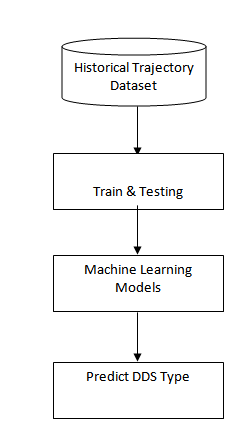 Historical Trajectory
Dataset
Train & Testing
Machine Learning
Models
Predict DDS Type